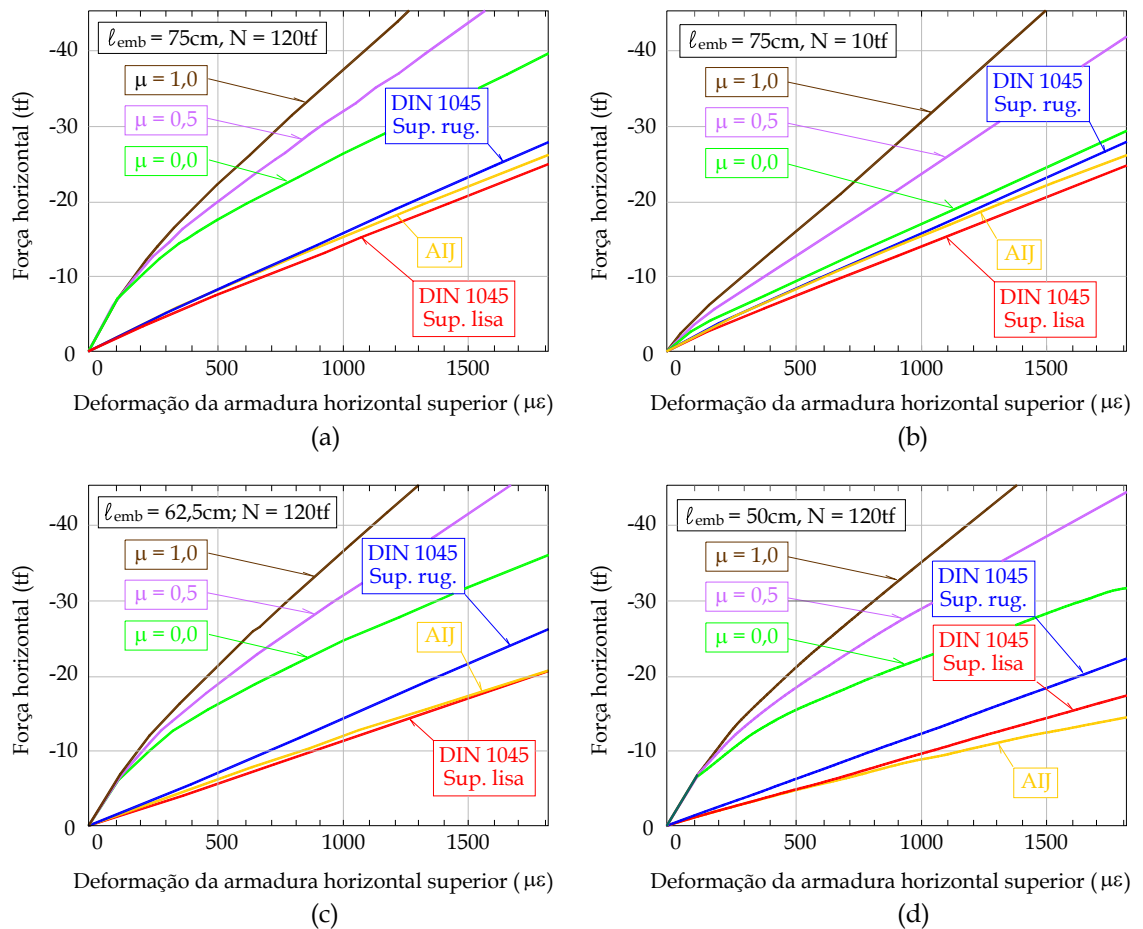 ℓemb = 75cm, N = 120tf
μ = 1,0
μ = 0,5
μ = 0,0
DIN 1045
Sup. rug.
AIJ
DIN 1045
Sup. lisa
Força horizontal (tf)
-40
-30
-20
-10
0
0 500 1000 1500
Deformação da armadura horizontal superior (με)
(a)
ℓemb = 75cm, N = 10tf
μ = 1,0
μ = 0,5
μ = 0,0
DIN 1045
Sup. rug.
AIJ
DIN 1045
Sup. lisa
Força horizontal (tf)
-40
-30
-20
-10
0
0 500 1000 1500
Deformação da armadura horizontal superior (με)
(b)
ℓemb = 62,5cm; N = 120tf
μ = 1,0
μ = 0,5
μ = 0,0
DIN 1045
Sup. rug.
AIJ
DIN 1045
Sup. lisa
Força horizontal (tf)
-40
-30
-20
-10
0
0 500 1000 1500
Deformação da armadura horizontal superior (με)
(c)
ℓemb = 50cm, N = 120tf
μ = 1,0
μ = 0,5
μ = 0,0
DIN 1045
Sup. rug.
DIN 1045
Sup. lisa
AIJ
Força horizontal (tf)
-40
-30
-20
-10
0
0 500 1000 1500
Deformação da armadura horizontal superior (με)
(d)